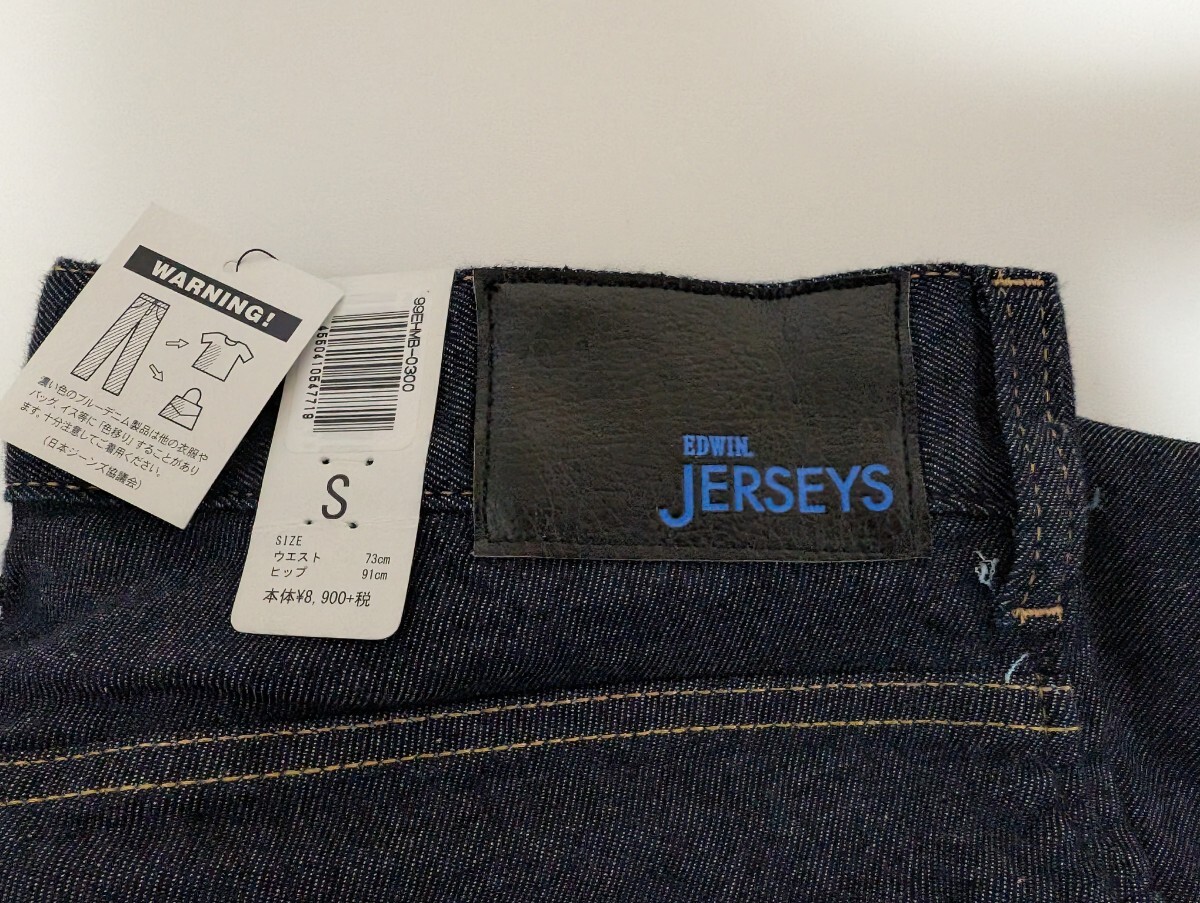 WARNING!
濃い色のブルーデニム製品は他の衣服や
バッグ、イス等に「色移り」することがあり
ます。十分注意してご着用ください。
(日本ジーンズ協議会)
99EHMB-0300
4550410647718
S
SIZE
ウエスト 73cm
ヒップ 91cm
本体¥8,900+税
EDWIN.
JERSEYS